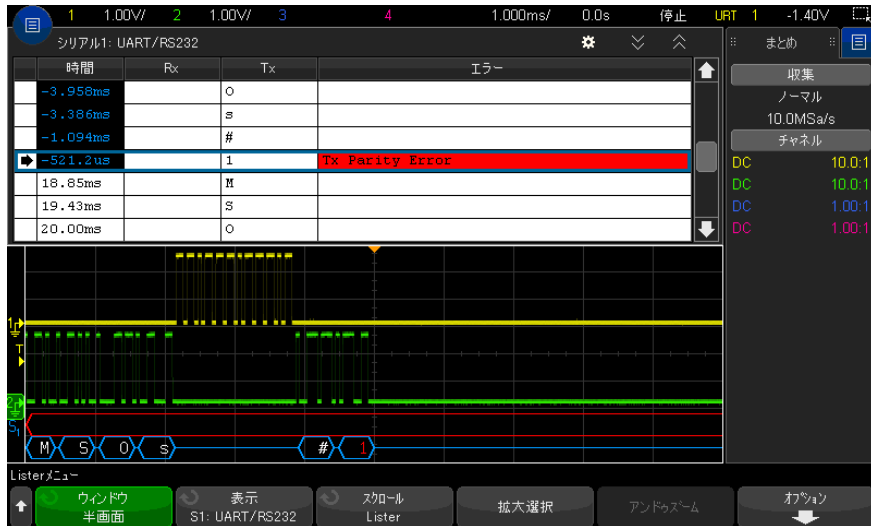 1 1.00V/ 2 1.00V/ 3 4 1.000ms/ 0.0s 停止 URT 1 -1.40V
シリアル1: UART/RS232
まとめ
時間 Rx Tx エラー
-3.958ms O
-3.386ms s
-1.094ms #
-521.2us 1 Tx Parity Error
18.85ms M
19.43ms S
20.00ms O
収集
ノーマル
10.0MSa/s
チャネル
DC 10.0:1
DC 10.0:1
DC 1.00:1
DC 1.00:1
1
T
2
S1
M S O s # 1
Listerメニュー
ウィンドウ
半画面
表示
S1: UART/RS232
スクロール
Lister
拡大選択
アンドゥズーム
オプション